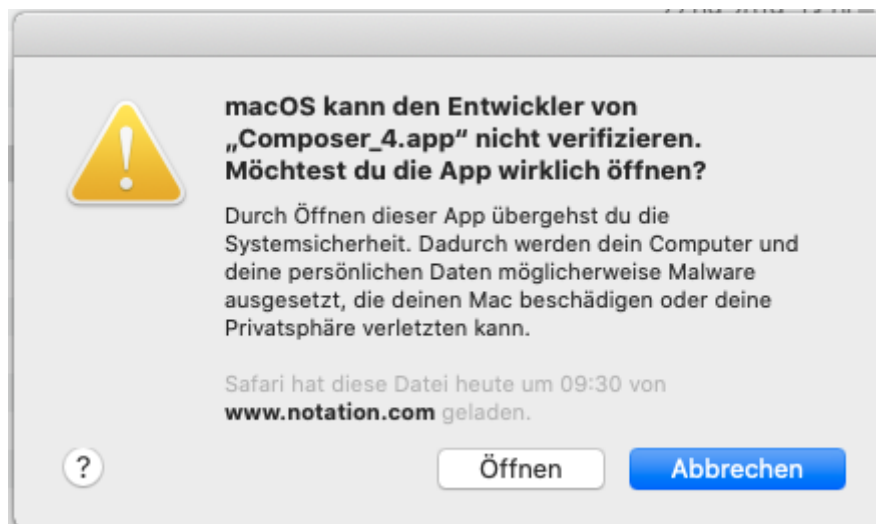 macOS kann den Entwickler von
„Composer_4.app“ nicht verifizieren.
Möchtest du die App wirklich öffnen?
Durch Öffnen dieser App übergehst du die
Systemsicherheit. Dadurch werden dein Computer und
deine persönlichen Daten möglicherweise Malware
ausgesetzt, die deinen Mac beschädigen oder deine
Privatsphäre verletzten kann.
Safari hat diese Datei heute um 09:30 von
www.notation.com geladen.
?
Öffnen
Abbrechen